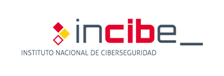 incibe_
INSTITUTO NACIONAL DE CIBERSEGURIDAD